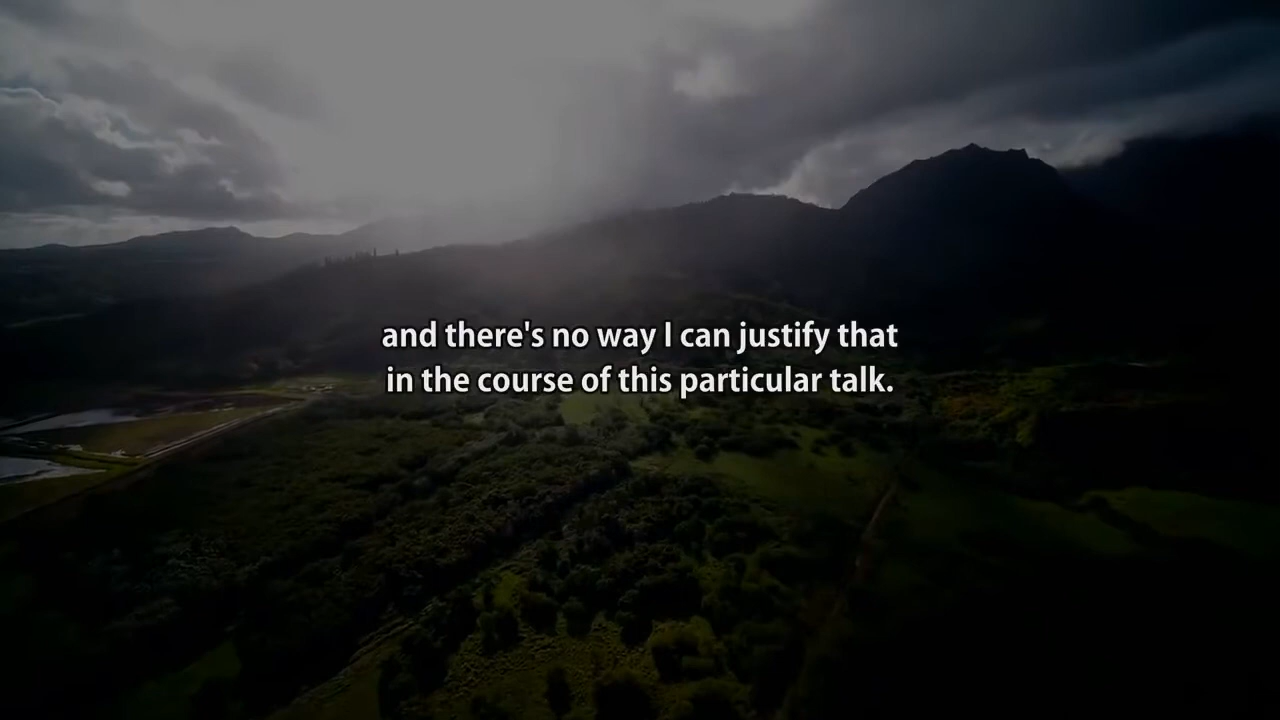 and there's no way I can justify that
in the course of this particular talk.